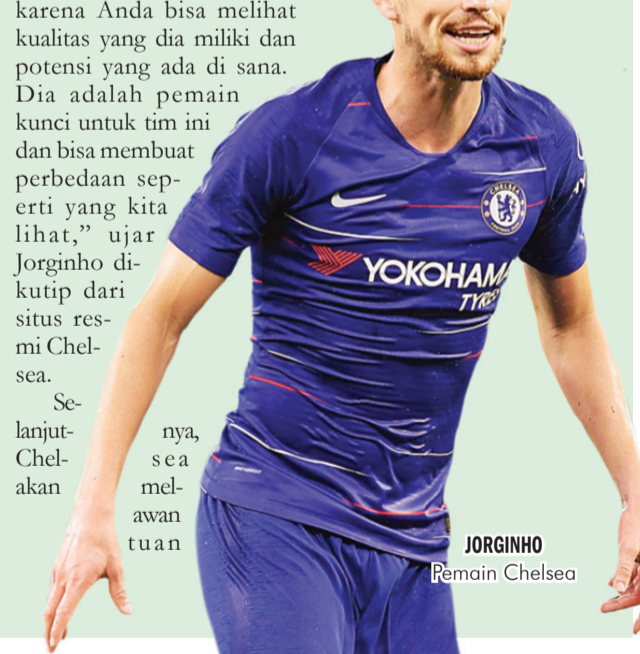 karena Anda bisa melihat
kualitas yang dia miliki dan
potensi yang ada di sana.
Dia adalah pemain
kunci untuk tim ini
dan bisa membuat
perbedaan sep-
erti yang kita
lihat,” ujar
Jorginho di-
kutip dari
situs res-
mi Chel-
sea.
Se-
lanjut- nya,
Chel- sea
akan mel-
awan
tuan
CHELSEA
YOKOHAMA
TYRES
JORGINHO
Pemain Chelsea